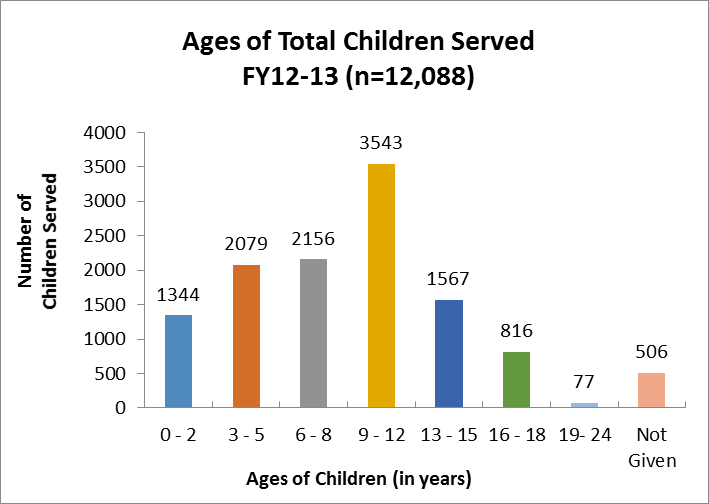 Ages of Total Children Served
FY12-13 (n=12,088)
Number of
Children Served
4000
3500
3000
2500
2000
1500
1000
500
0
1344
2079
2156
3543
1567
816
77
506
0 - 2
3 - 5
6 - 8
9 - 12
13 - 15
16 - 18
19- 24
Not
Given
Ages of Children (in years)